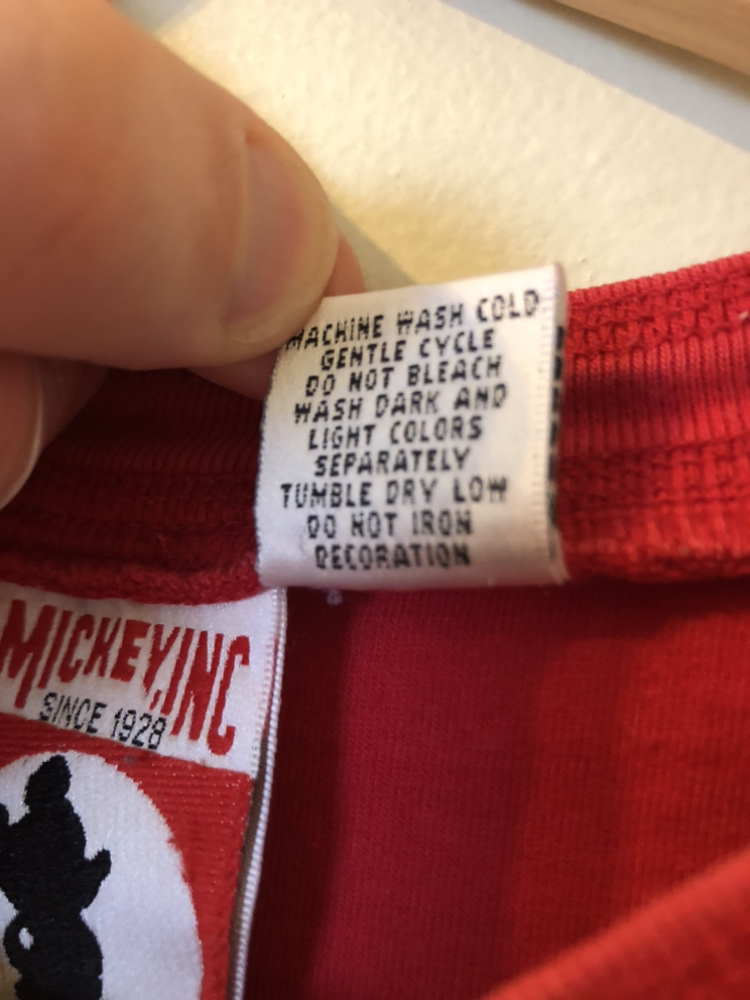 MACHINE WASH COLD
GENTLE CYCLE
DO NOT BLEACH
WASH DARK AND
LIGHT COLORS
SEPARATELY
TUMBLE DRY LOW
DO NOT IRON
DECORATION
MICKEY,INC
SINCE 1928